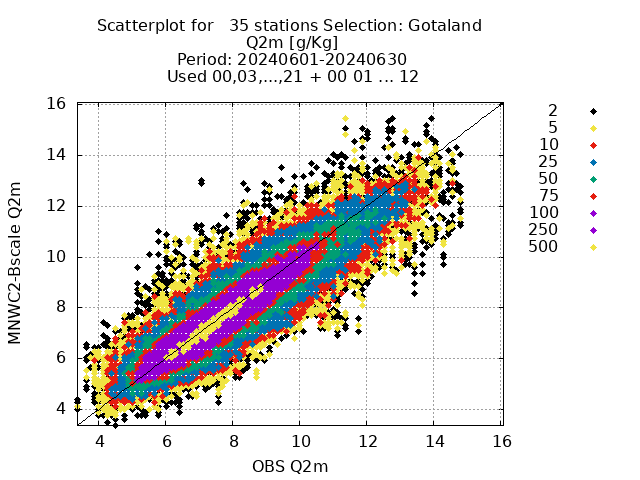 Scatterplot for   35 stations Selection: Gotaland
Q2m [g/Kg]
Period: 20240601-20240630
Used 00,03,...,21 + 00 01 ... 12
MNWC2-Bscale Q2m
16
14
12
10
8
6
4
4 6 8 10 12 14 16
OBS Q2m
2
5
10
25
50
75
100
250
500